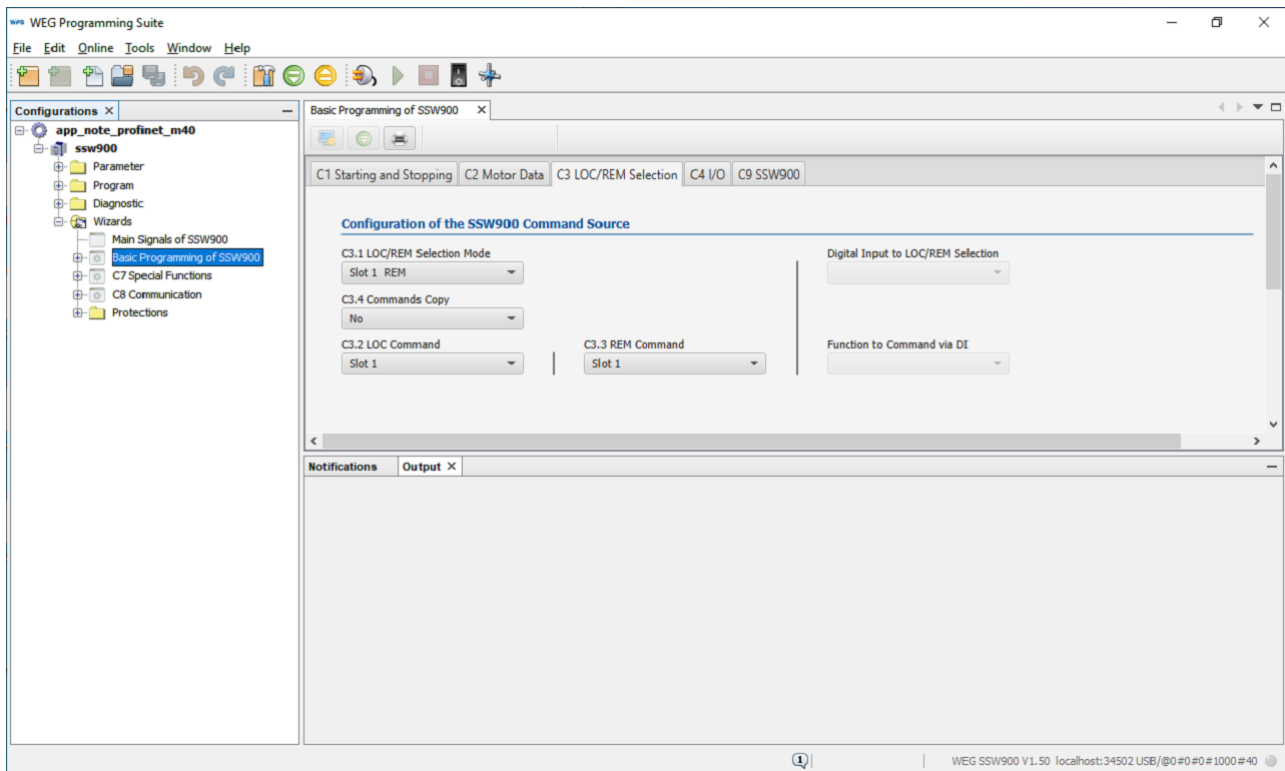 WPS WEG Programming Suite
File Edit Online Tools Window Help
Configurations
app_note_profinet_m40
ssw900
Parameter
Program
Diagnostic
Wizards
Main Signals of SSW900
Basic Programming of SSW900
C7 Special Functions
C8 Communication
Protections
Basic Programming of SSW900
C1 Starting and Stopping C2 Motor Data C3 LOC/REM Selection C4 I/O C9 SSW900
Configuration of the SSW900 Command Source
C3.1 LOC/REM Selection Mode Digital Input to LOC/REM Selection
Slot 1 REM
C3.4 Commands Copy
No
C3.2 LOC Command C3.3 REM Command Function to Command via DI
Slot 1 Slot 1
Notifications Output
1 WEG SSW900 V1.50 localhost:34502 USB/@0#0#0#1000#40